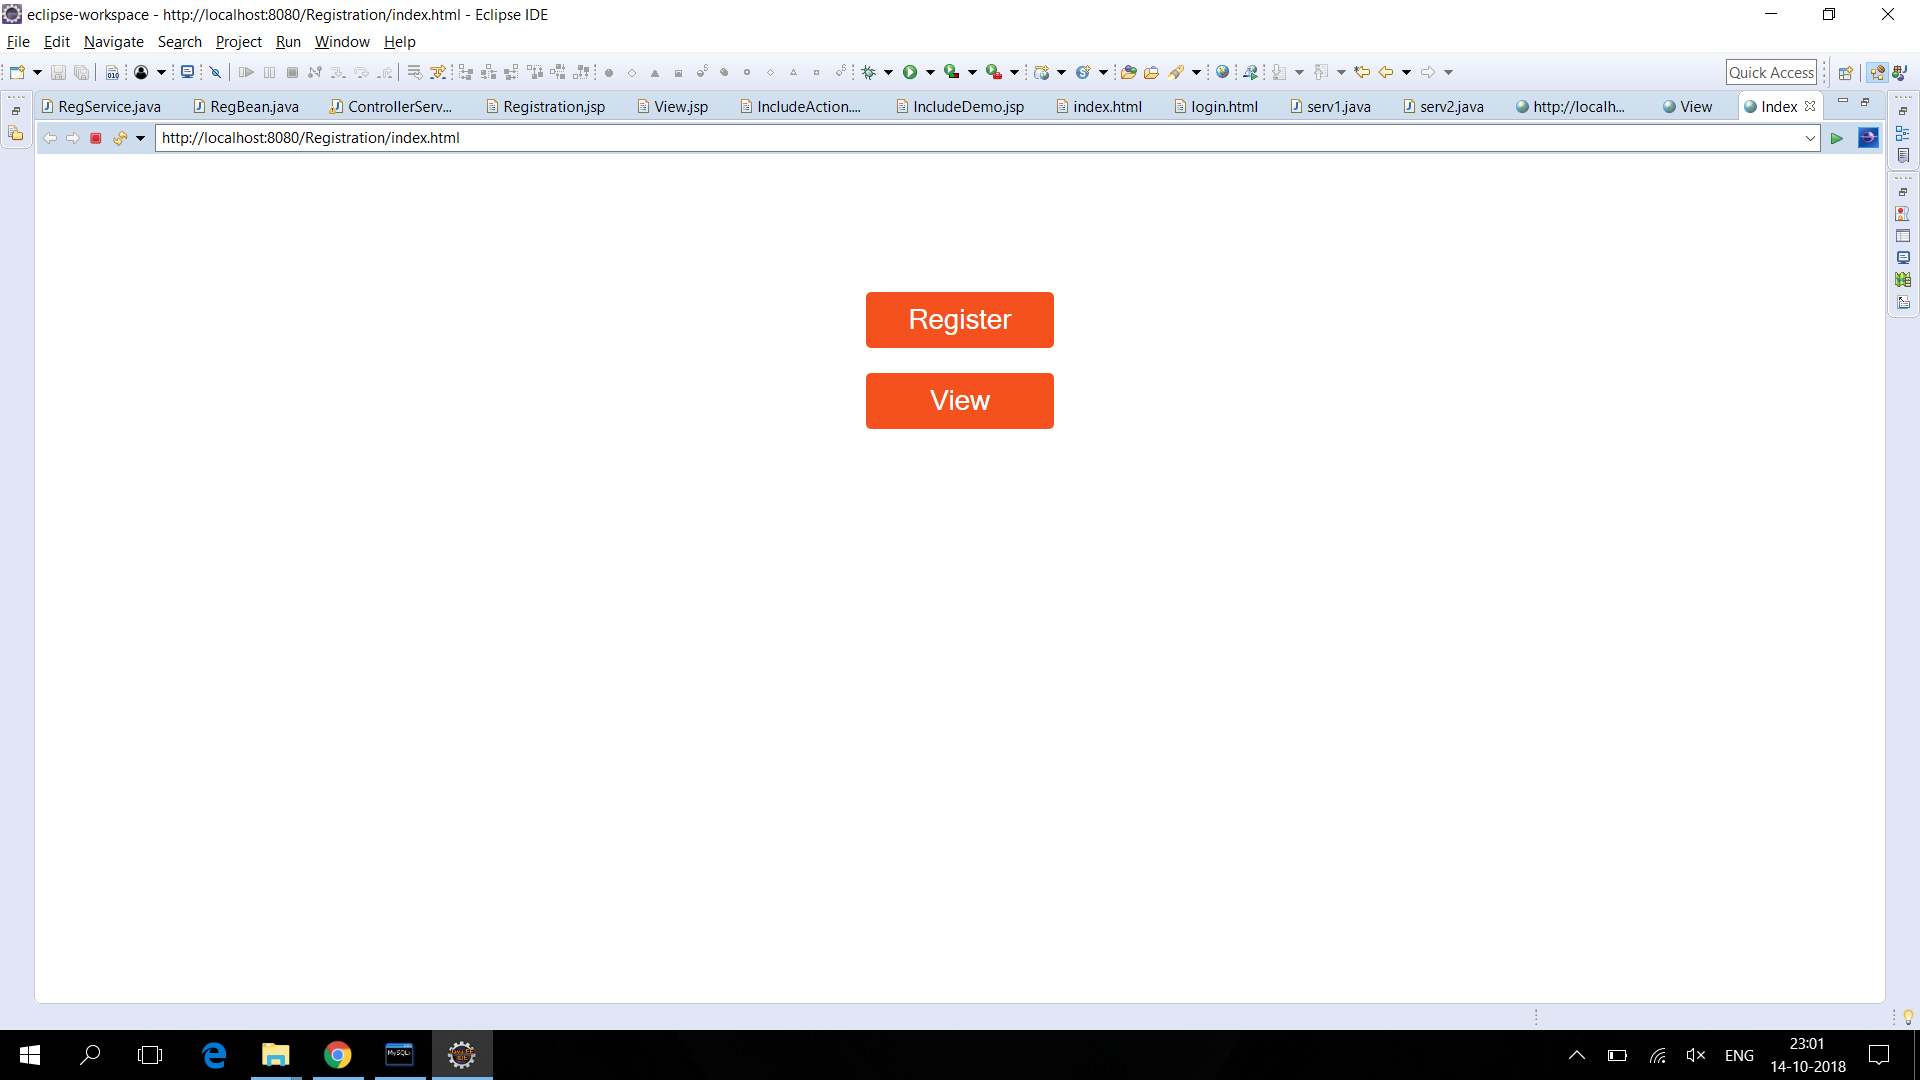 eclipse-workspace - http://localhost:8080/Registration/index.html - Eclipse IDE
File Edit Navigate Search Project Run Window Help
Quick Access
RegService.java RegBean.java ControllerServ... Registration.jsp View.jsp IncludeAction.... IncludeDemo.jsp index.html login.html serv1.java serv2.java http://localh... View Index
http://localhost:8080/Registration/index.html
Register
View
MySQL
ENG
23:01
14-10-2018